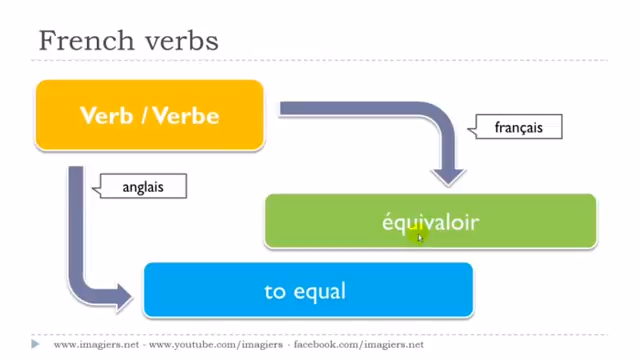 French verbs
Verb / Verbe
français
anglais
équivaloir
to equal
www.imagiers.net - www.youtube.com/imagiers - facebook.com/imagiers.net